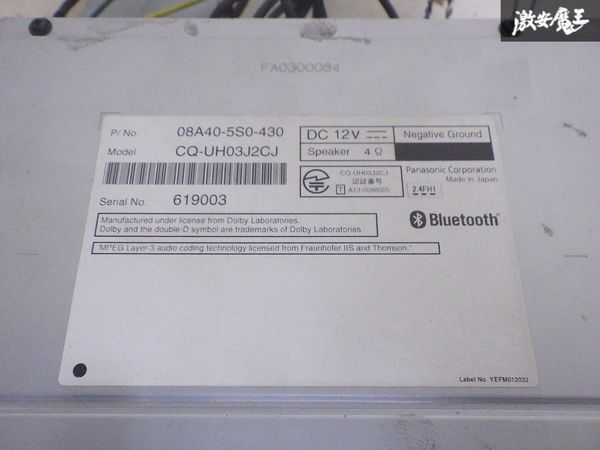 激安魔王
FA0300064
P/No. 08A40-5S0-430
Model CQ-UH03J2CJ
Serial No. 619003
DC 12V
Negative Ground
Speaker 4 Ω
CQ-UH03J2CJ
認証番号
T A13-0088005
Panasonic Corporation
Made in Japan
2.4FH1
Bluetooth®
Manufactured under license from Dolby Laboratories.
Dolby and the double-D symbol are trademarks of Dolby Laboratories.
"MPEG Layer-3 audio coding technology licensed from Fraunhofer IIS and Thomson."
Label No. YEFM012032